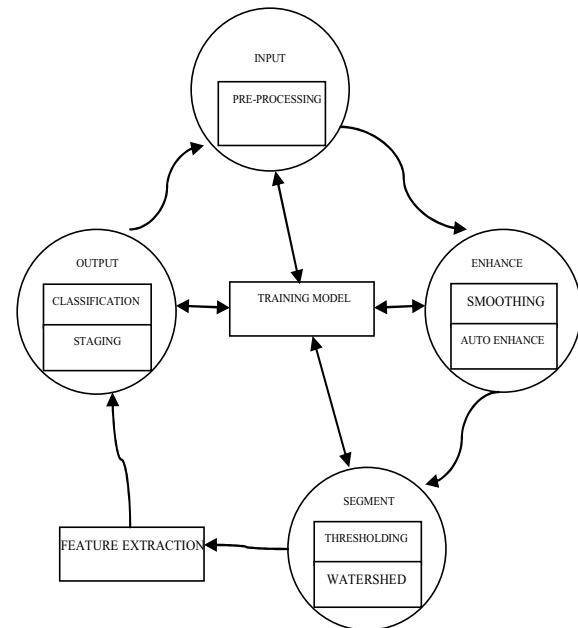 INPUT
PRE-PROCESSING
OUTPUT
CLASSIFICATION
STAGING
TRAINING MODEL
ENHANCE
SMOOTHING
AUTO ENHANCE
SEGMENT
THRESHOLDING
WATERSHED
FEATURE EXTRACTION